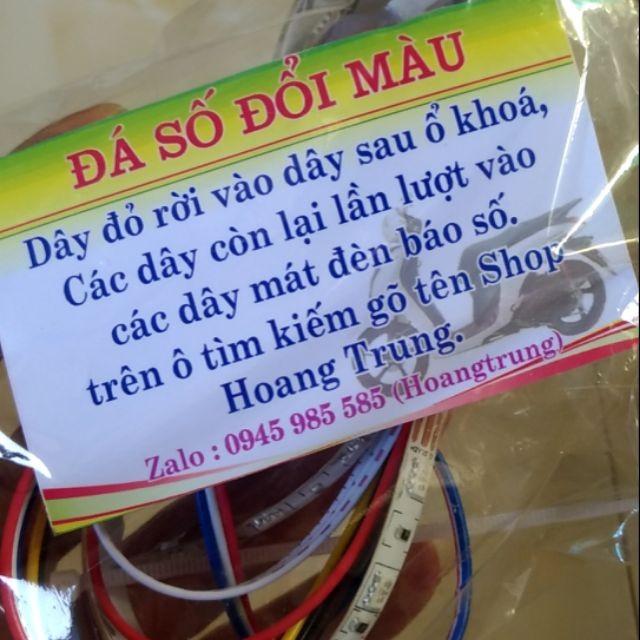 ĐÁ SỐ ĐỔI MÀU
Dây đỏ rời vào dây sau ổ khoá,
Các dây còn lại lần lượt vào
các dây mát đèn báo số.
trên ô tìm kiếm gõ tên Shop
Hoang Trung.
Zalo : 0945 985 585 (Hoangtrung)